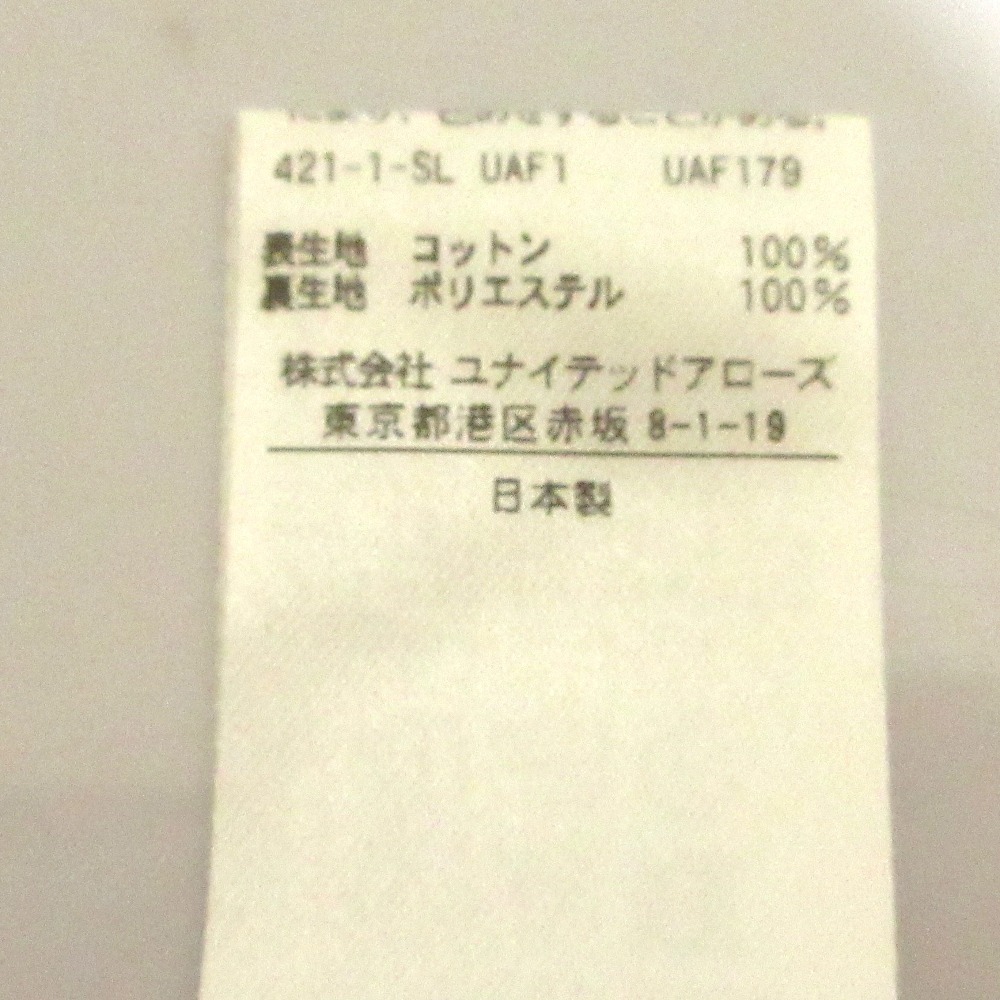 421-1-SL UAF1 UAF179
表生地 コットン 100%
裏生地 ポリエステル 100%
株式会社 ユナイテッドアローズ
東京都港区赤坂 8-1-19
日本製